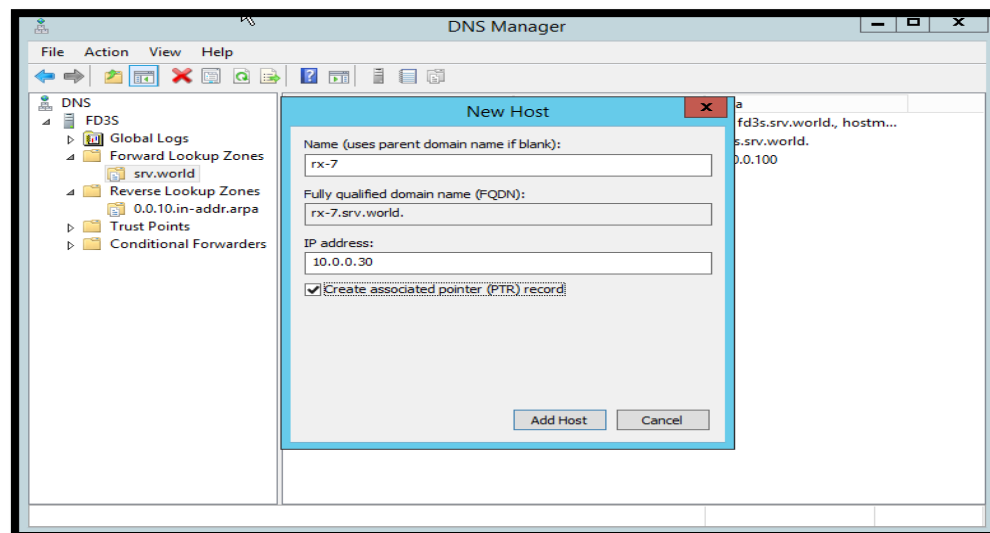 DNS Manager
File Action View Help
DNS
FD3S
Global Logs
Forward Lookup Zones
srv.world
Reverse Lookup Zones
0.0.10.in-addr.arpa
Trust Points
Conditional Forwarders
a
fd3s.srv.world., hostm...
s.srv.world.
0.0.100
New Host
Name (uses parent domain name if blank):
rx-7
Fully qualified domain name (FQDN):
rx-7.srv.world.
IP address:
10.0.0.30
Create associated pointer (PTR) record
Add Host Cancel